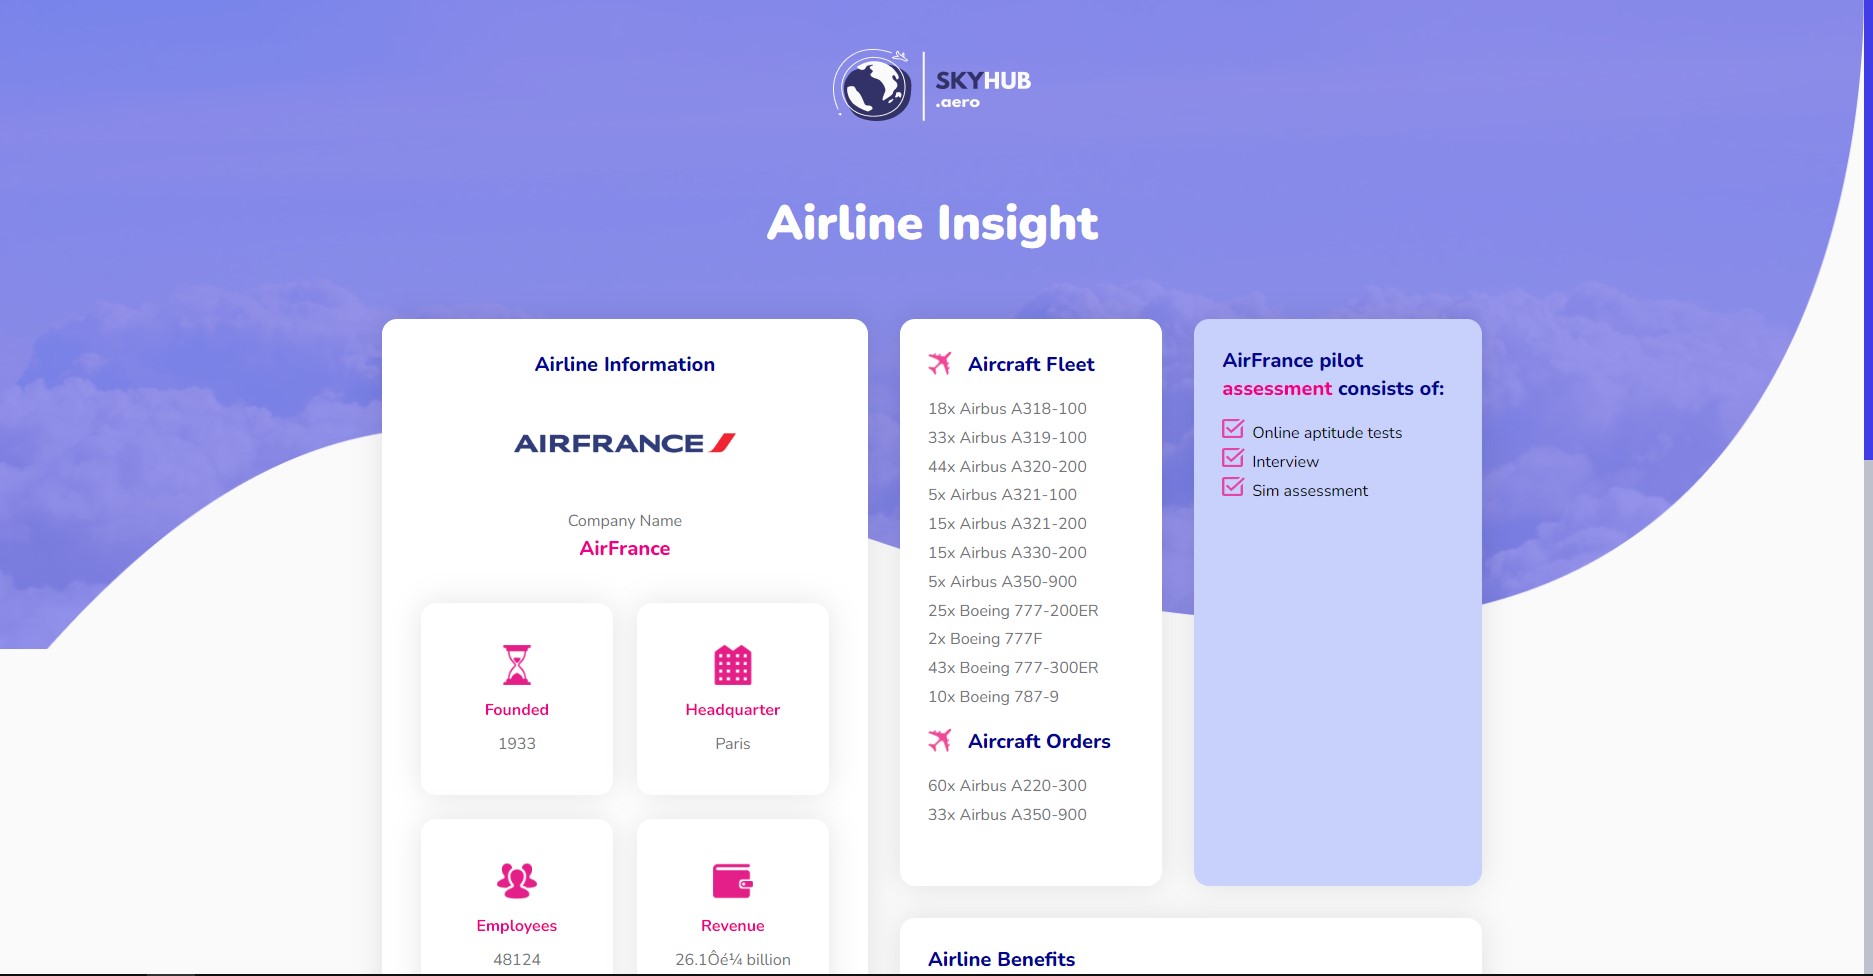 SKYHUB
.aero
Airline Insight
Airline Information
AIRFRANCE
Company Name
AirFrance
Founded
1933
Headquarter
Paris
Employees
48124
Revenue
26.1Ôé¼ billion
Aircraft Fleet
18x Airbus A318-100
33x Airbus A319-100
44x Airbus A320-200
5x Airbus A321-100
15x Airbus A321-200
15x Airbus A330-200
5x Airbus A350-900
25x Boeing 777-200ER
2x Boeing 777F
43x Boeing 777-300ER
10x Boeing 787-9
Aircraft Orders
60x Airbus A220-300
33x Airbus A350-900
AirFrance pilot
assessment consists of:
Online aptitude tests
Interview
Sim assessment
Airline Benefits